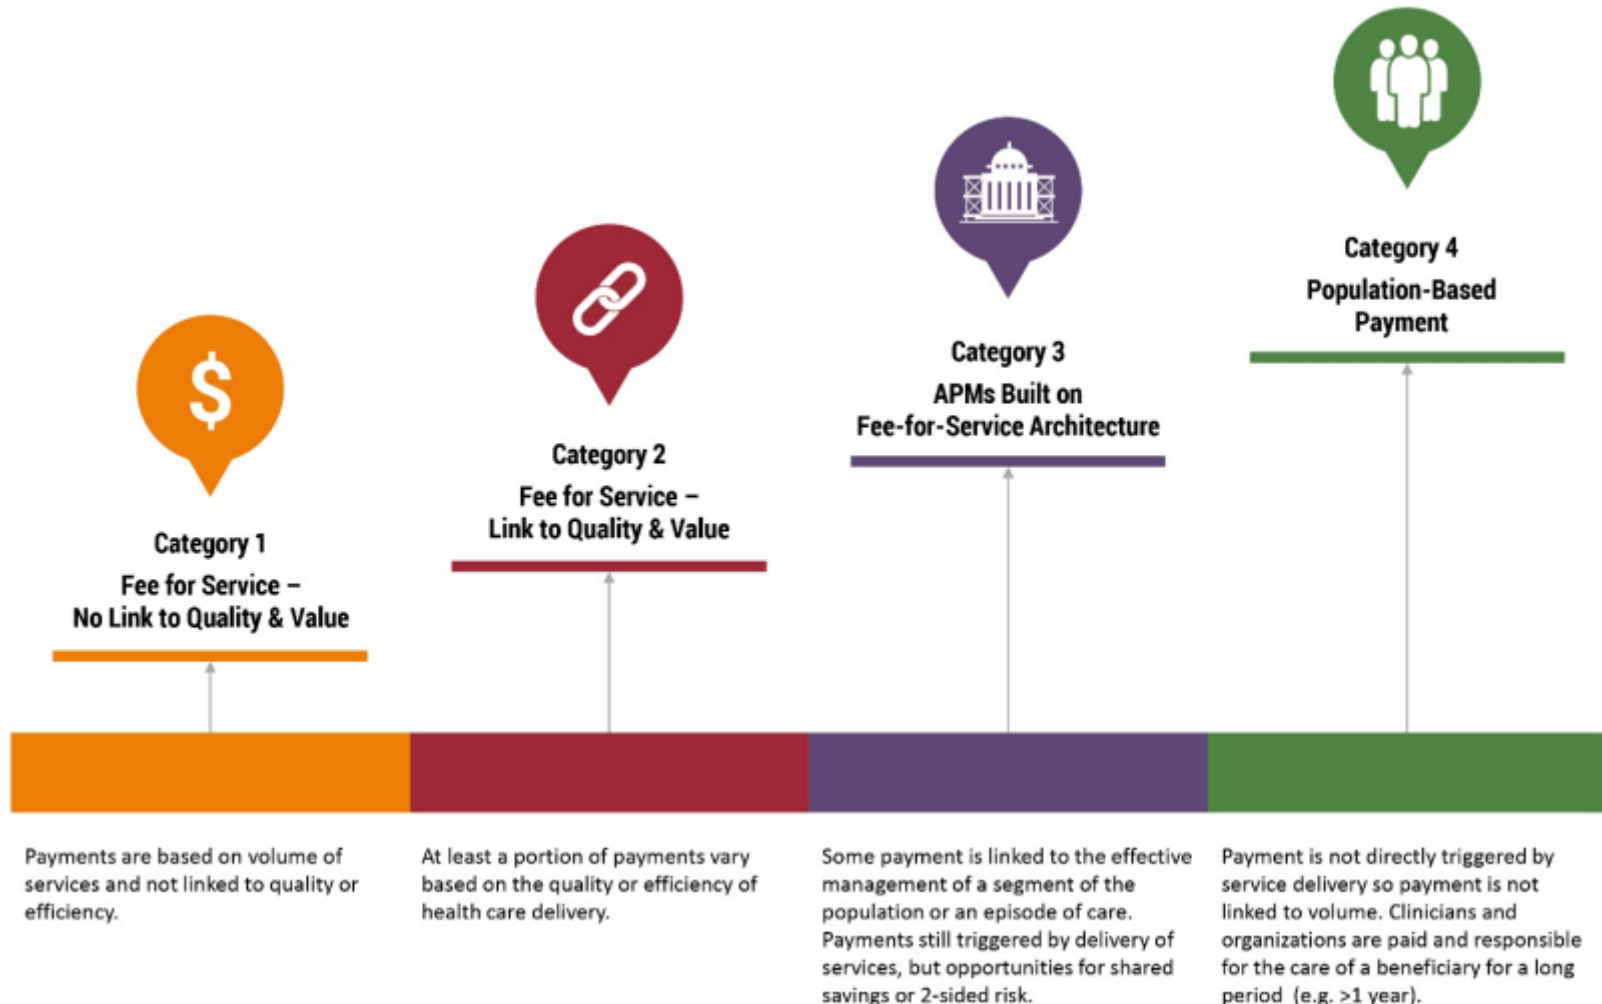 $
Category 1
Fee for Service –
No Link to Quality & Value
Category 2
Fee for Service –
Link to Quality & Value
Category 3
APMs Built on
Fee-for-Service Architecture
Category 4
Population-Based
Payment
Payments are based on volume of
services and not linked to quality or
efficiency.
At least a portion of payments vary
based on the quality or efficiency of
health care delivery.
Some payment is linked to the effective
management of a segment of the
population or an episode of care.
Payments still triggered by delivery of
services, but opportunities for shared
savings or 2-sided risk.
Payment is not directly triggered by
service delivery so payment is not
linked to volume. Clinicians and
organizations are paid and responsible
for the care of a beneficiary for a long
period (e.g. ≥1 year).